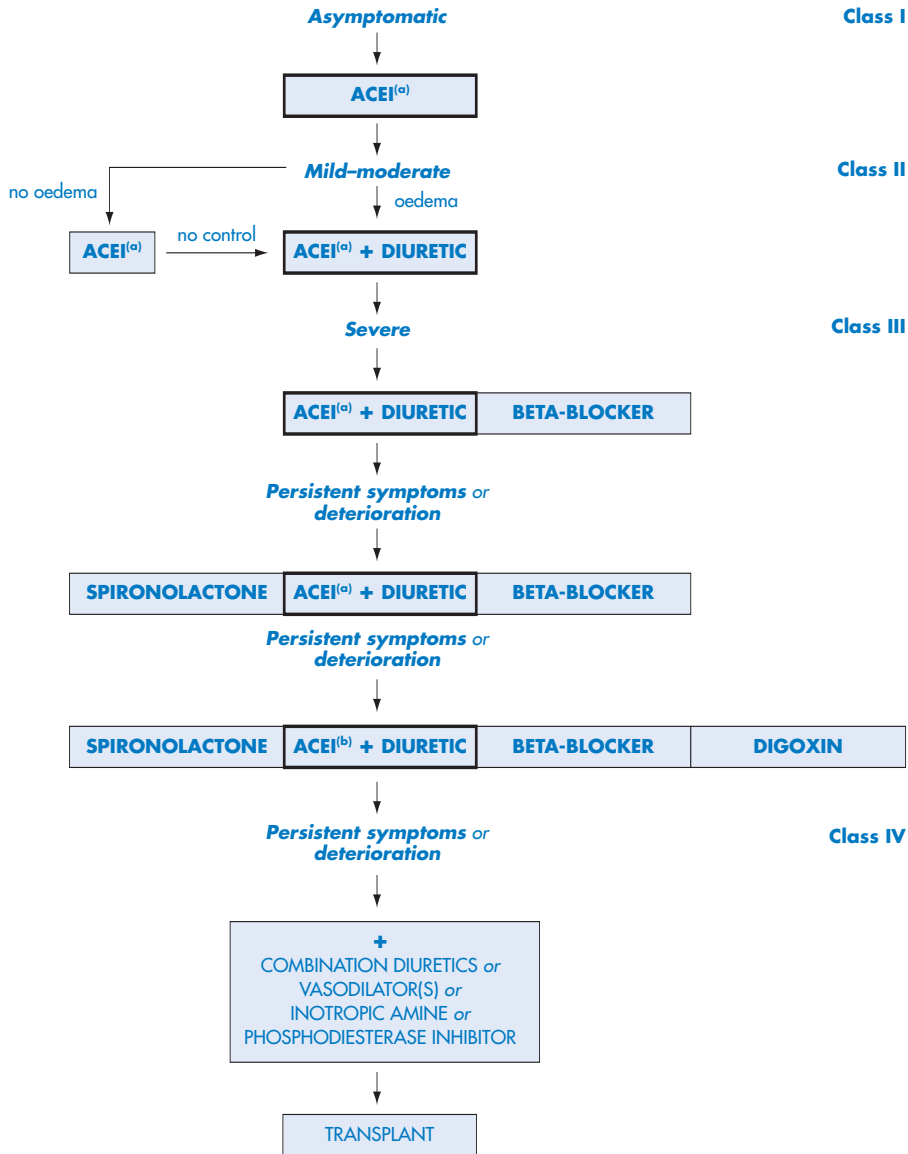 Asymptomatic Class I
ACEI(a)
Mild–moderate Class II
no oedema
oedema
ACEI(a) no control ACEI(a) + DIURETIC
Severe Class III
ACEI(a) + DIURETIC BETA-BLOCKER
Persistent symptoms or
deterioration
SPIRONOLACTONE ACEI(a) + DIURETIC BETA-BLOCKER
Persistent symptoms or
deterioration
SPIRONOLACTONE ACEI(b) + DIURETIC BETA-BLOCKER DIGOXIN
Persistent symptoms or Class IV
deterioration
+
COMBINATION DIURETICS or
VASODILATOR(S) or
INOTROPIC AMINE or
PHOSPHODIESTERASE INHIBITOR
TRANSPLANT